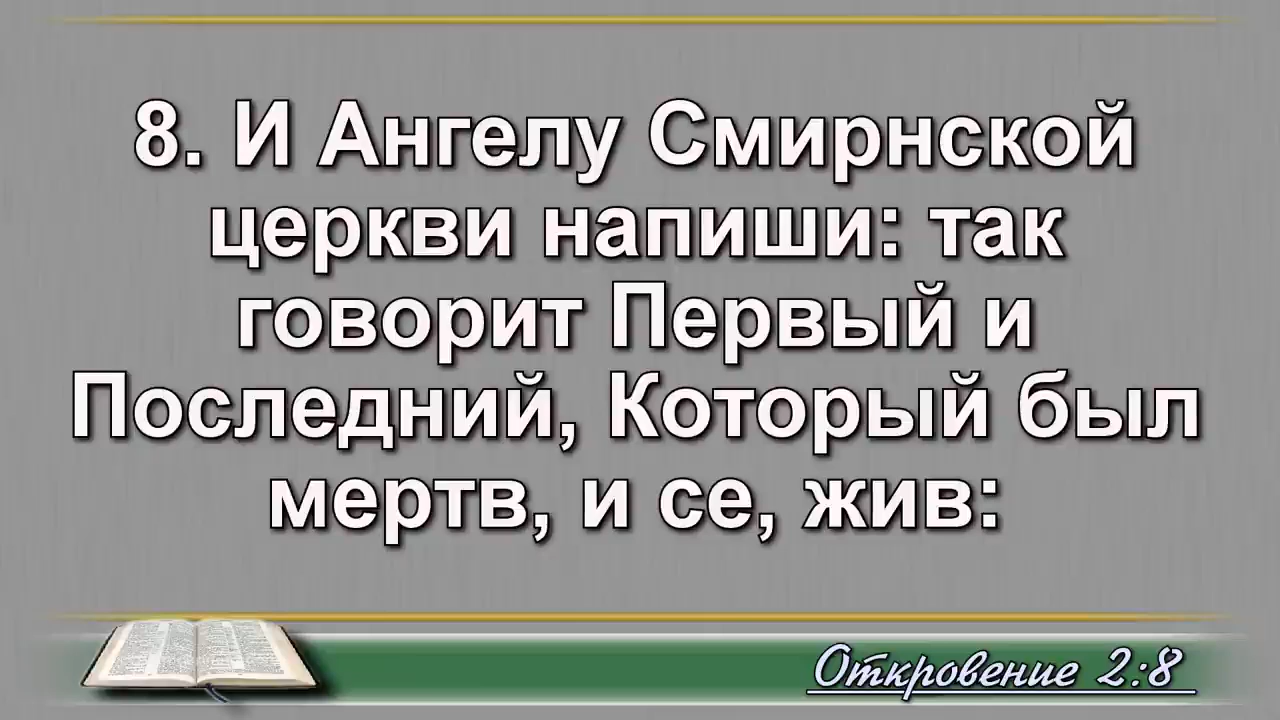 8. И Ангелу Смирнской
церкви напиши: так
говорит Первый и
Последний, Который был
мертв, и се, жив:
Откровение 2:8